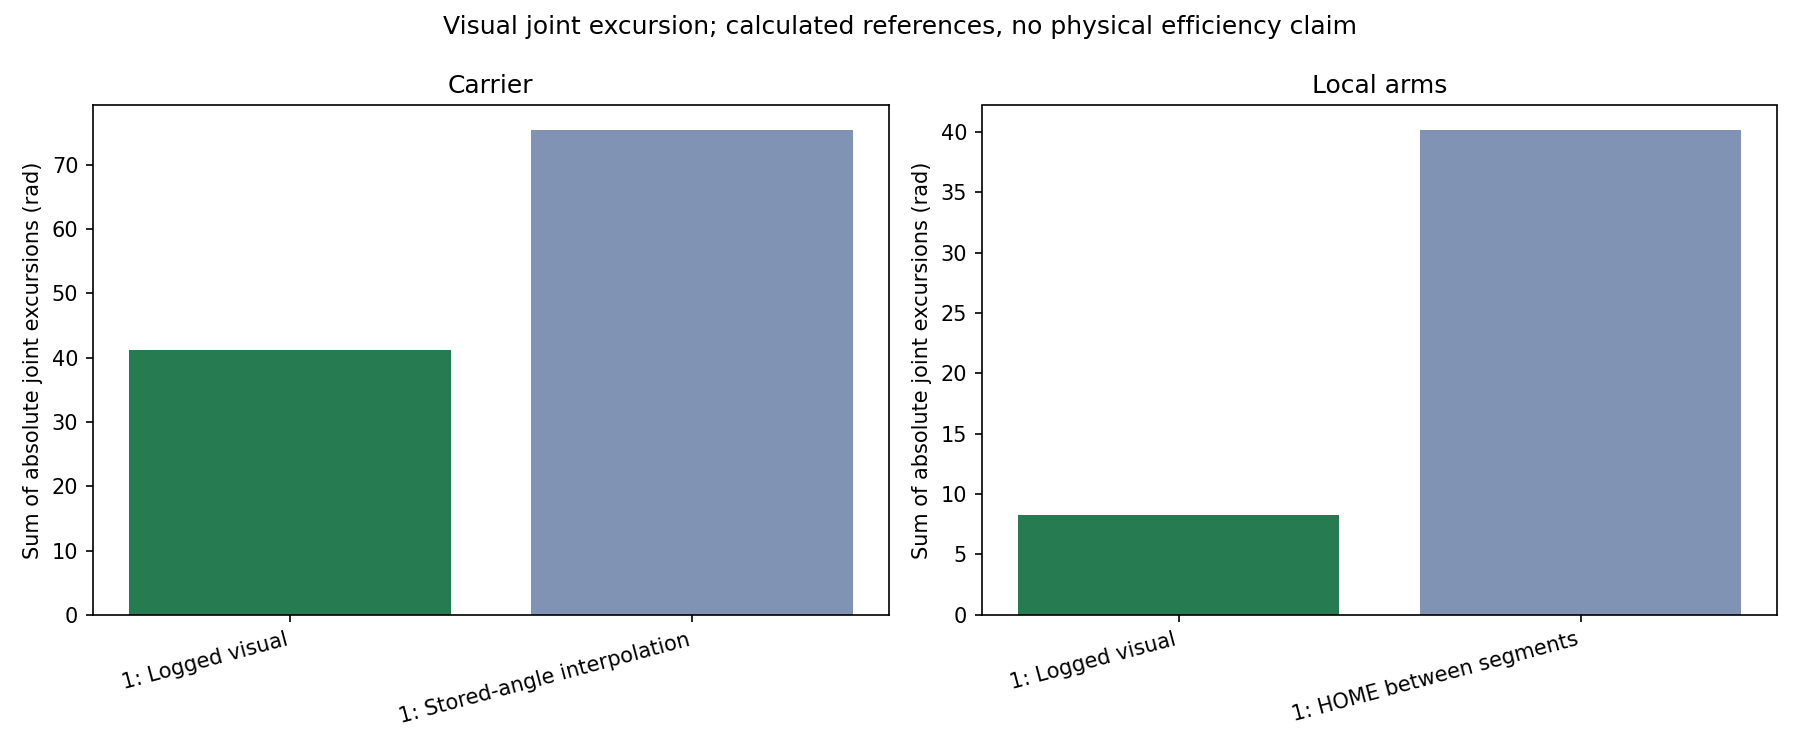 Visual joint excursion; calculated references, no physical efficiency claim
Carrier
Sum of absolute joint excursions (rad)
70
60
50
40
30
20
10
0
1: Logged visual
1: Stored-angle interpolation
Local arms
Sum of absolute joint excursions (rad)
40
35
30
25
20
15
10
5
0
1: Logged visual
1: HOME between segments